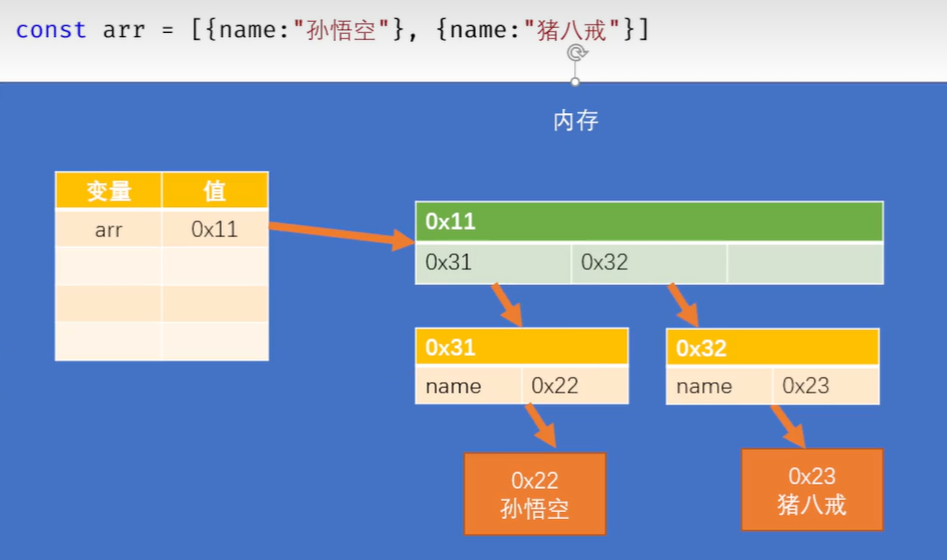 const arr = [{name:"孙悟空"}, {name:"猪八戒"}]
内存
变量 值
arr 0x11
0x11
0x31 0x32
0x31
name 0x22
0x32
name 0x23
0x22
孙悟空
0x23
猪八戒